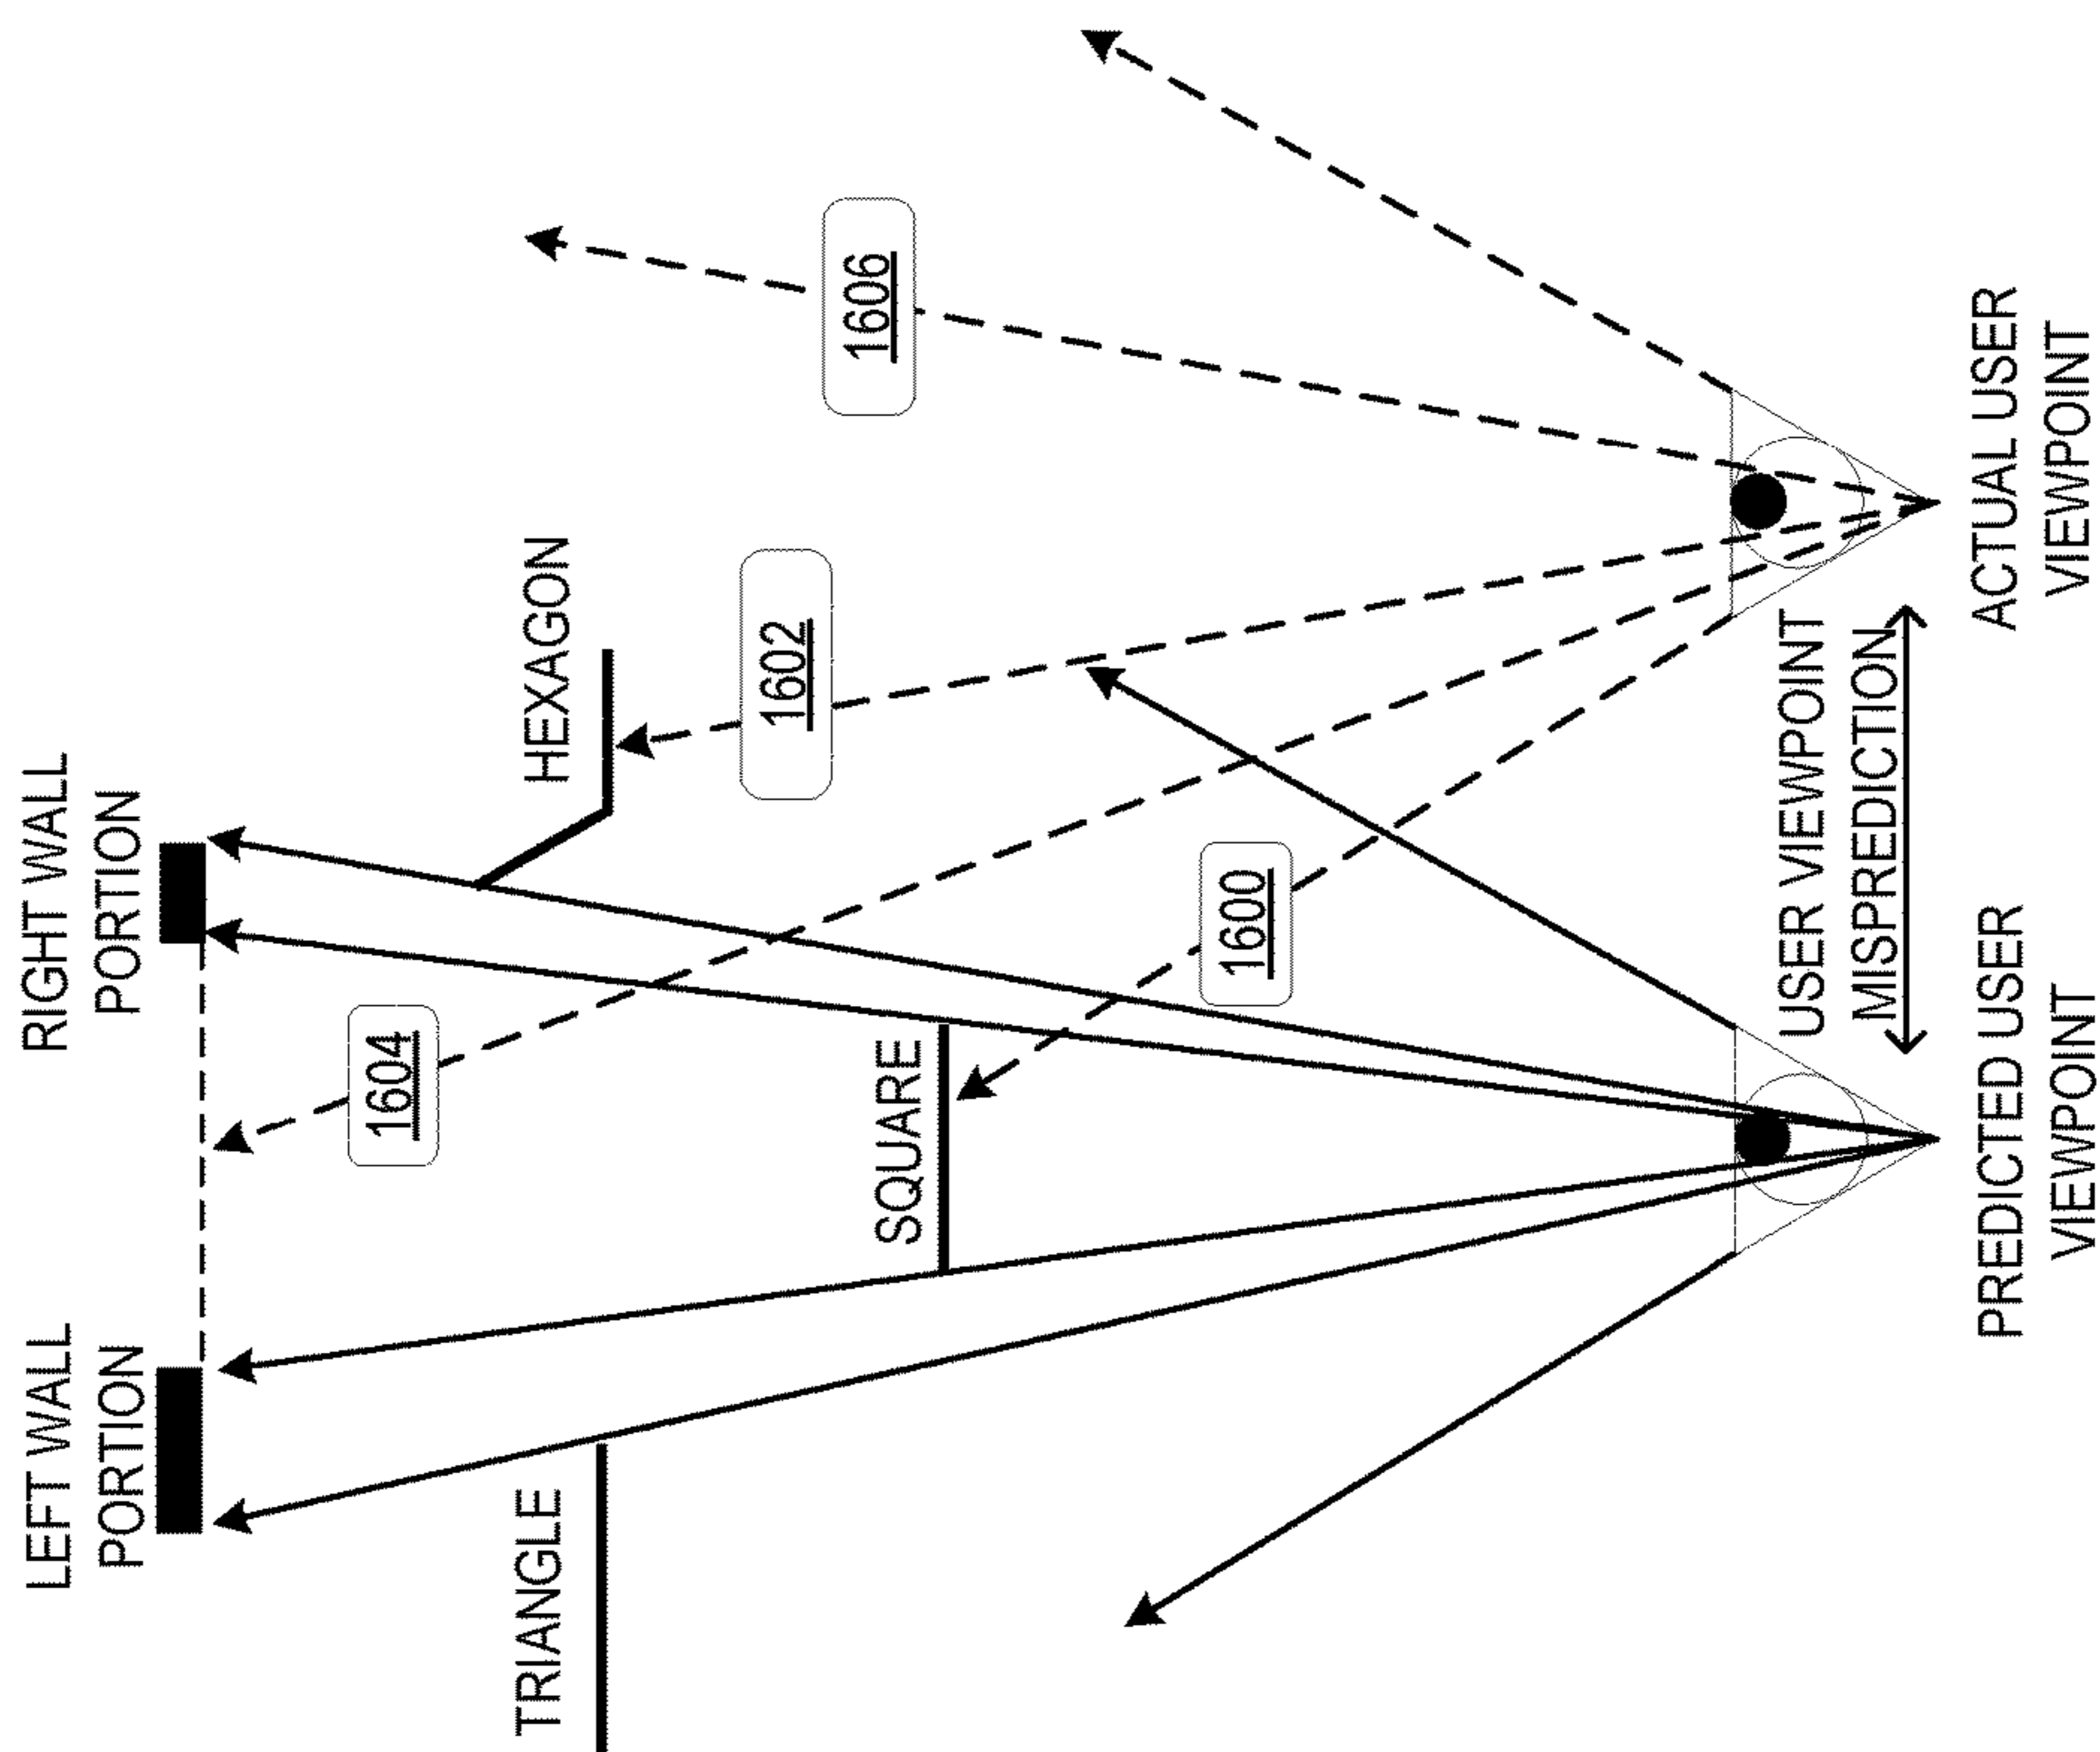 LEFT WALL
PORTION
RIGHT WALL
PORTION
TRIANGLE
HEXAGON
1604
SQUARE
1602
1606
1600
USER VIEWPOINT
MISPREDICTION
PREDICTED USER
VIEWPOINT
ACTUAL USER
VIEWPOINT